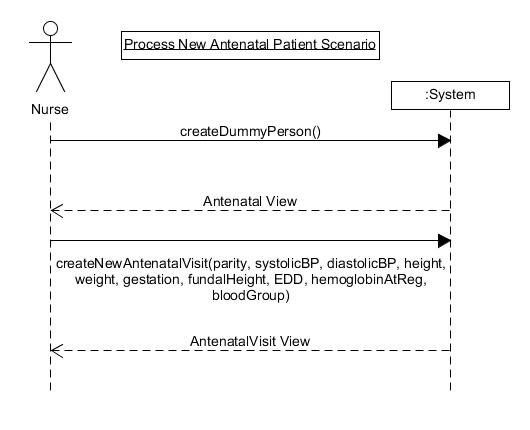 Process New Antenatal Patient Scenario
Nurse
:System
createDummyPerson()
Antenatal View
createNewAntenatalVisit(parity, systolicBP, diastolicBP, height,
weight, gestation, fundalHeight, EDD, hemoglobinAtReg,
bloodGroup)
AntenatalVisit View